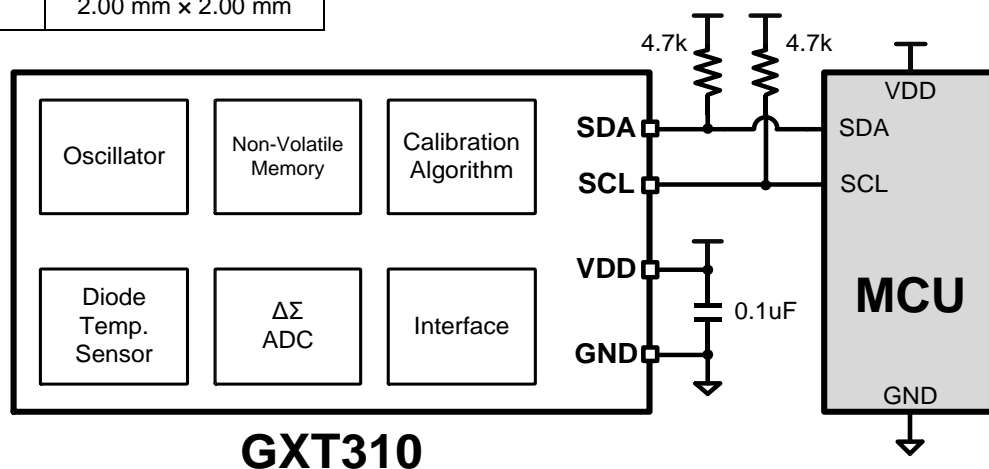 2.00 mm × 2.00 mm
4.7k
4.7k
VDD
SDA
SDA
SCL
SCL
Oscillator
Non-Volatile
Memory
Calibration
Algorithm
VDD
GND
0.1uF
MCU
Diode
Temp.
Sensor
ΔΣ
ADC
Interface
GND
GXT310